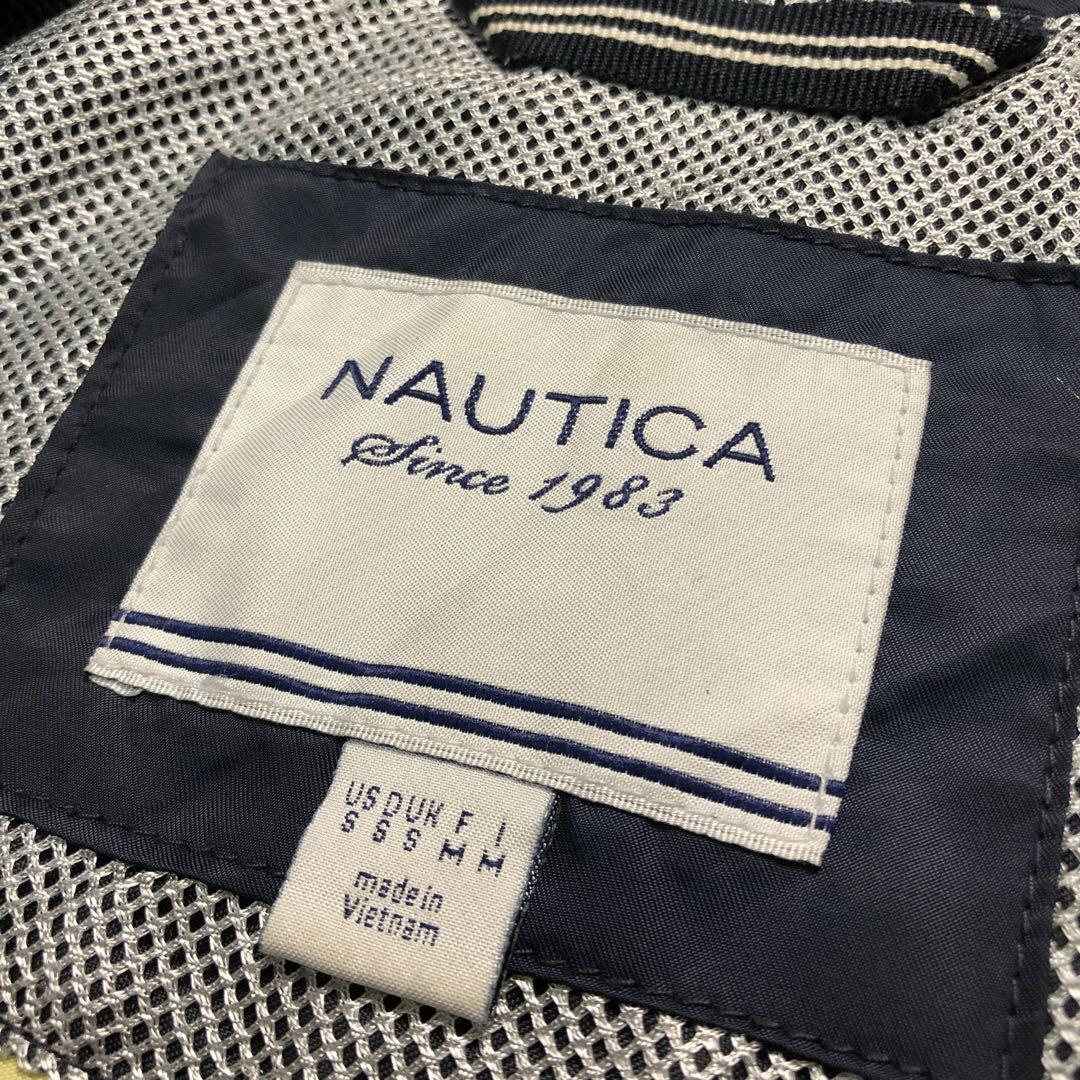 NAUTICA
Since 1983
US D UK F I
S S S M M
made in
Vietnam